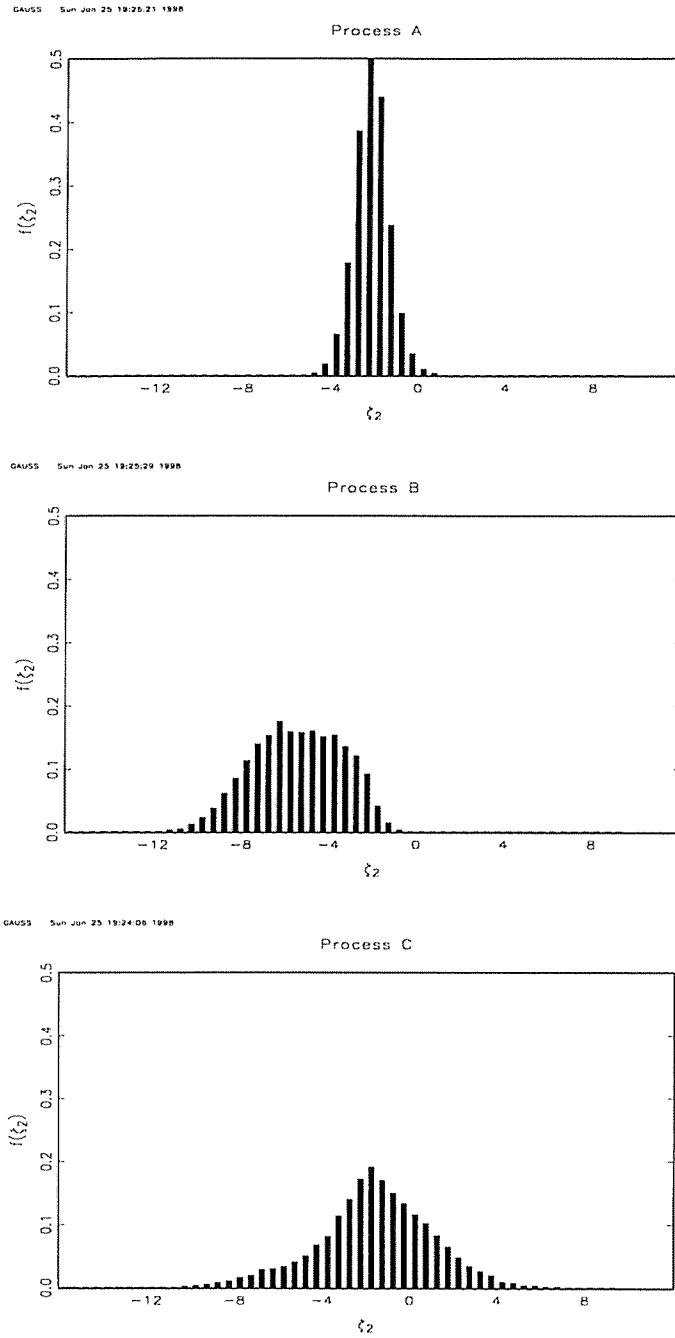 GAUSS Sun Jan 25 19:25:21 1998
Process A
0.5
0.4
0.3
0.2
0.1
0.0
f(ζ2)
−12 −8 −4 0 4 8
ζ2
GAUSS Sun Jan 25 19:25:29 1998
Process B
0.5
0.4
0.3
0.2
0.1
0.0
f(ζ2)
−12 −8 −4 0 4 8
ζ2
GAUSS Sun Jan 25 19:24:06 1998
Process C
0.5
0.4
0.3
0.2
0.1
0.0
f(ζ2)
−12 −8 −4 0 4 8
ζ2